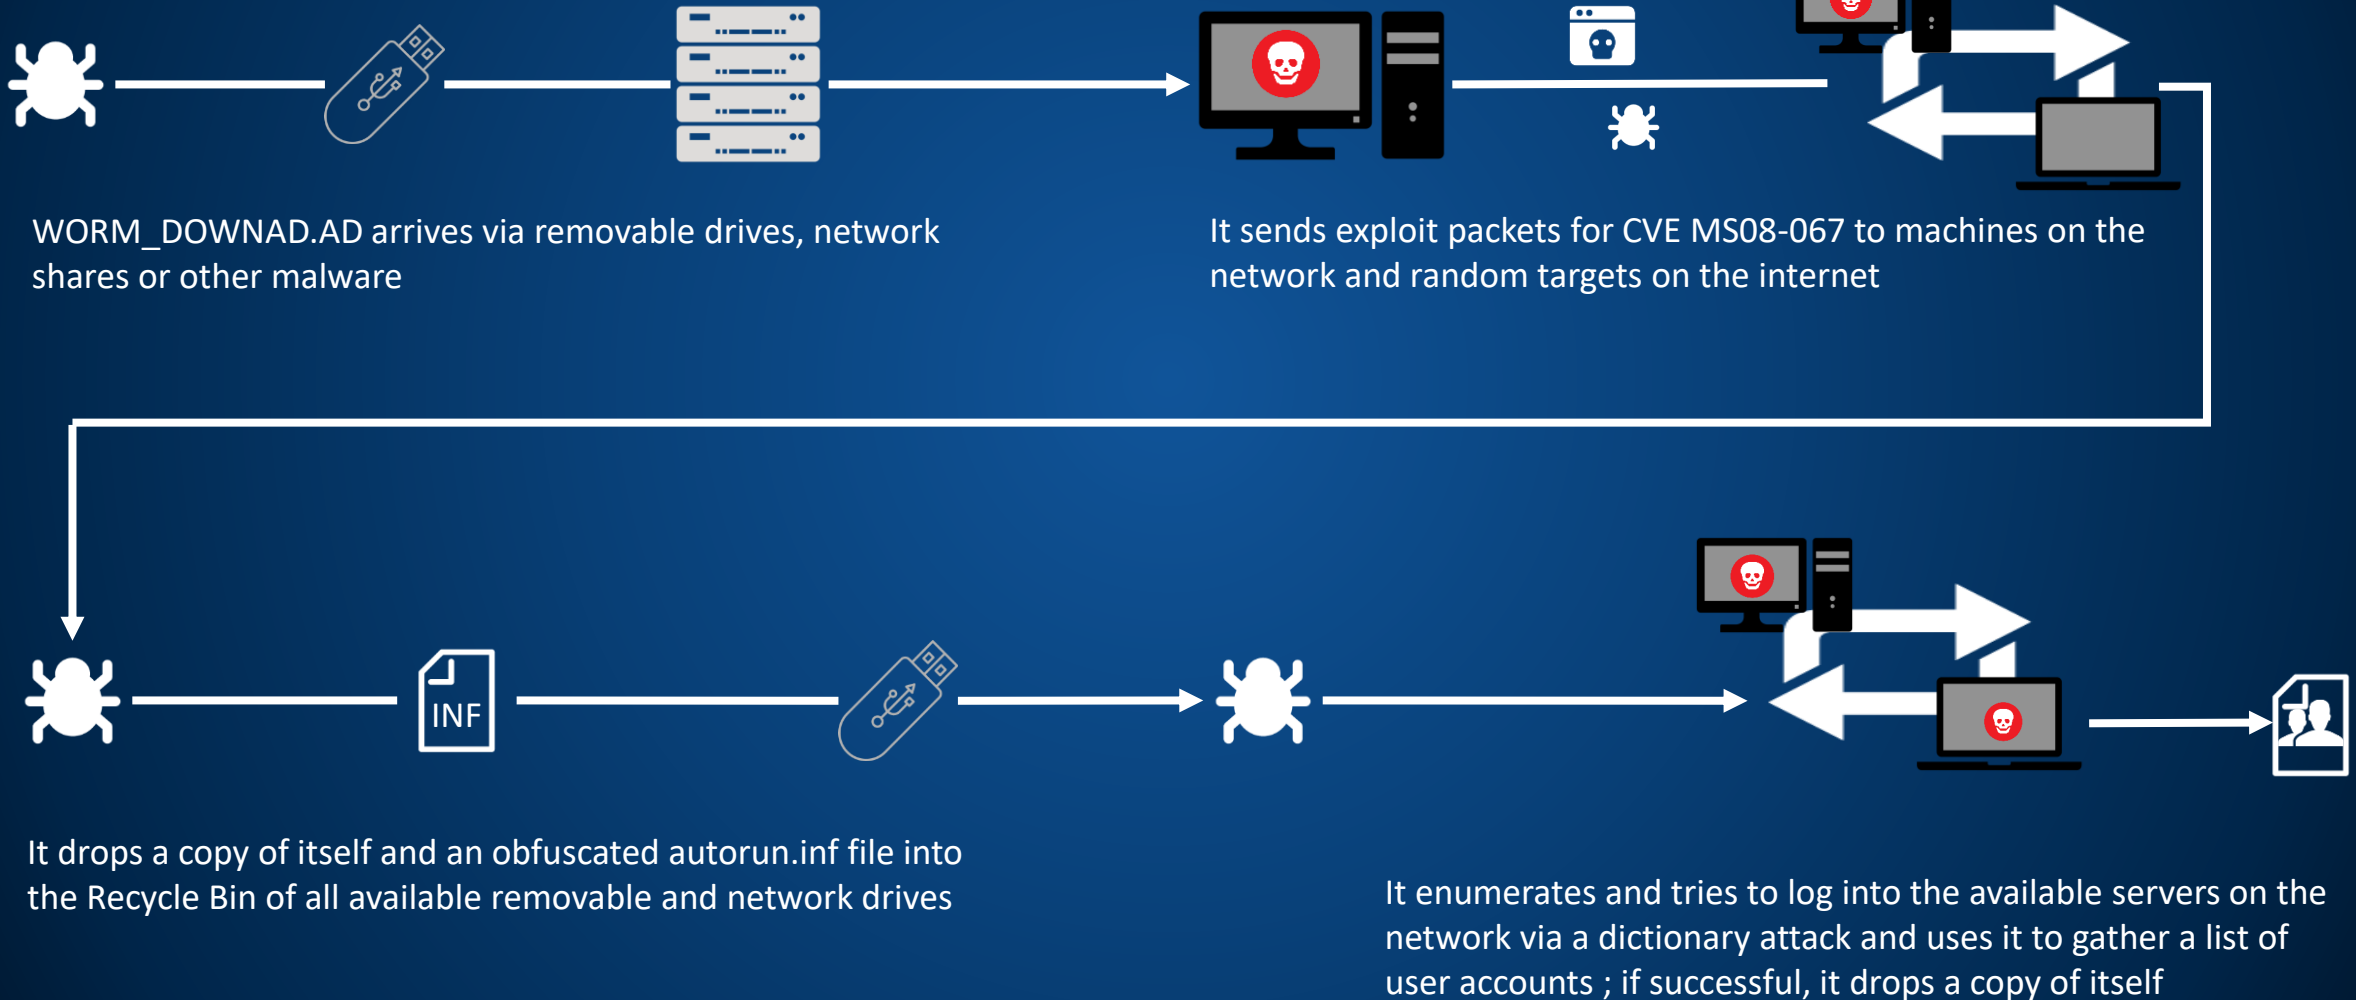 WORM_DOWNAD.AD arrives via removable drives, network
shares or other malware
It sends exploit packets for CVE MS08-067 to machines on the
network and random targets on the internet
INF
It drops a copy of itself and an obfuscated autorun.inf file into
the Recycle Bin of all available removable and network drives
It enumerates and tries to log into the available servers on the
network via a dictionary attack and uses it to gather a list of
user accounts ; if successful, it drops a copy of itself